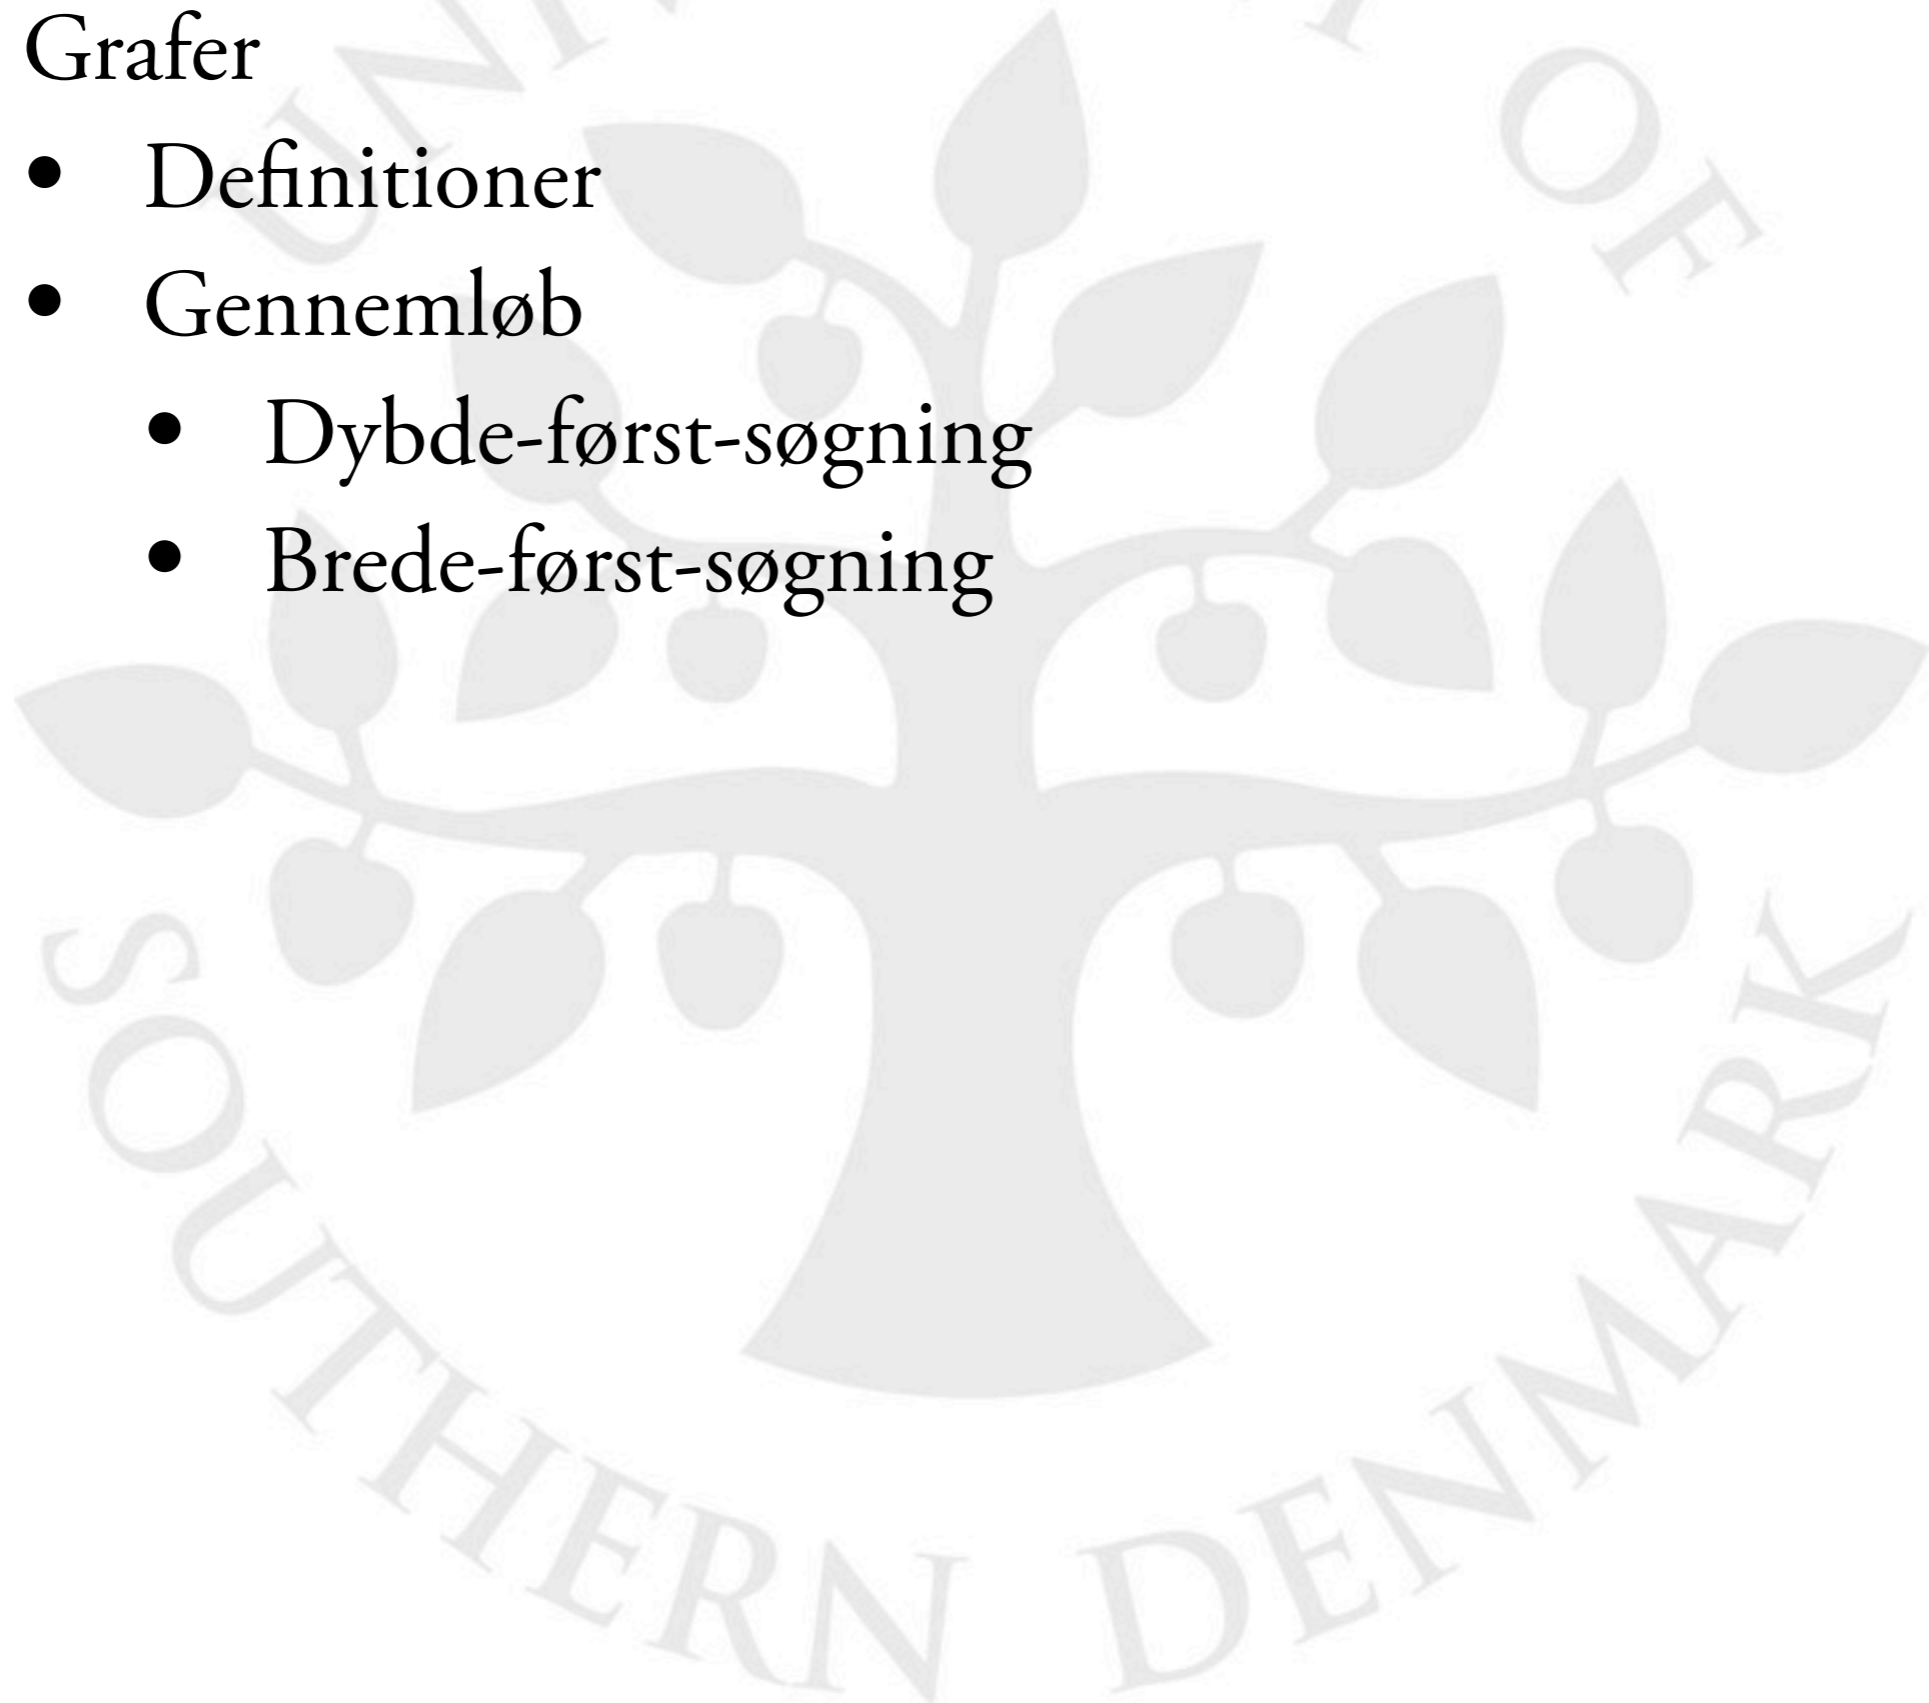 Grafer
• Definitioner
• Gennemløb
• Dybde-først-søgning
• Brede-først-søgning
SOUTHERN DENMARK
OF